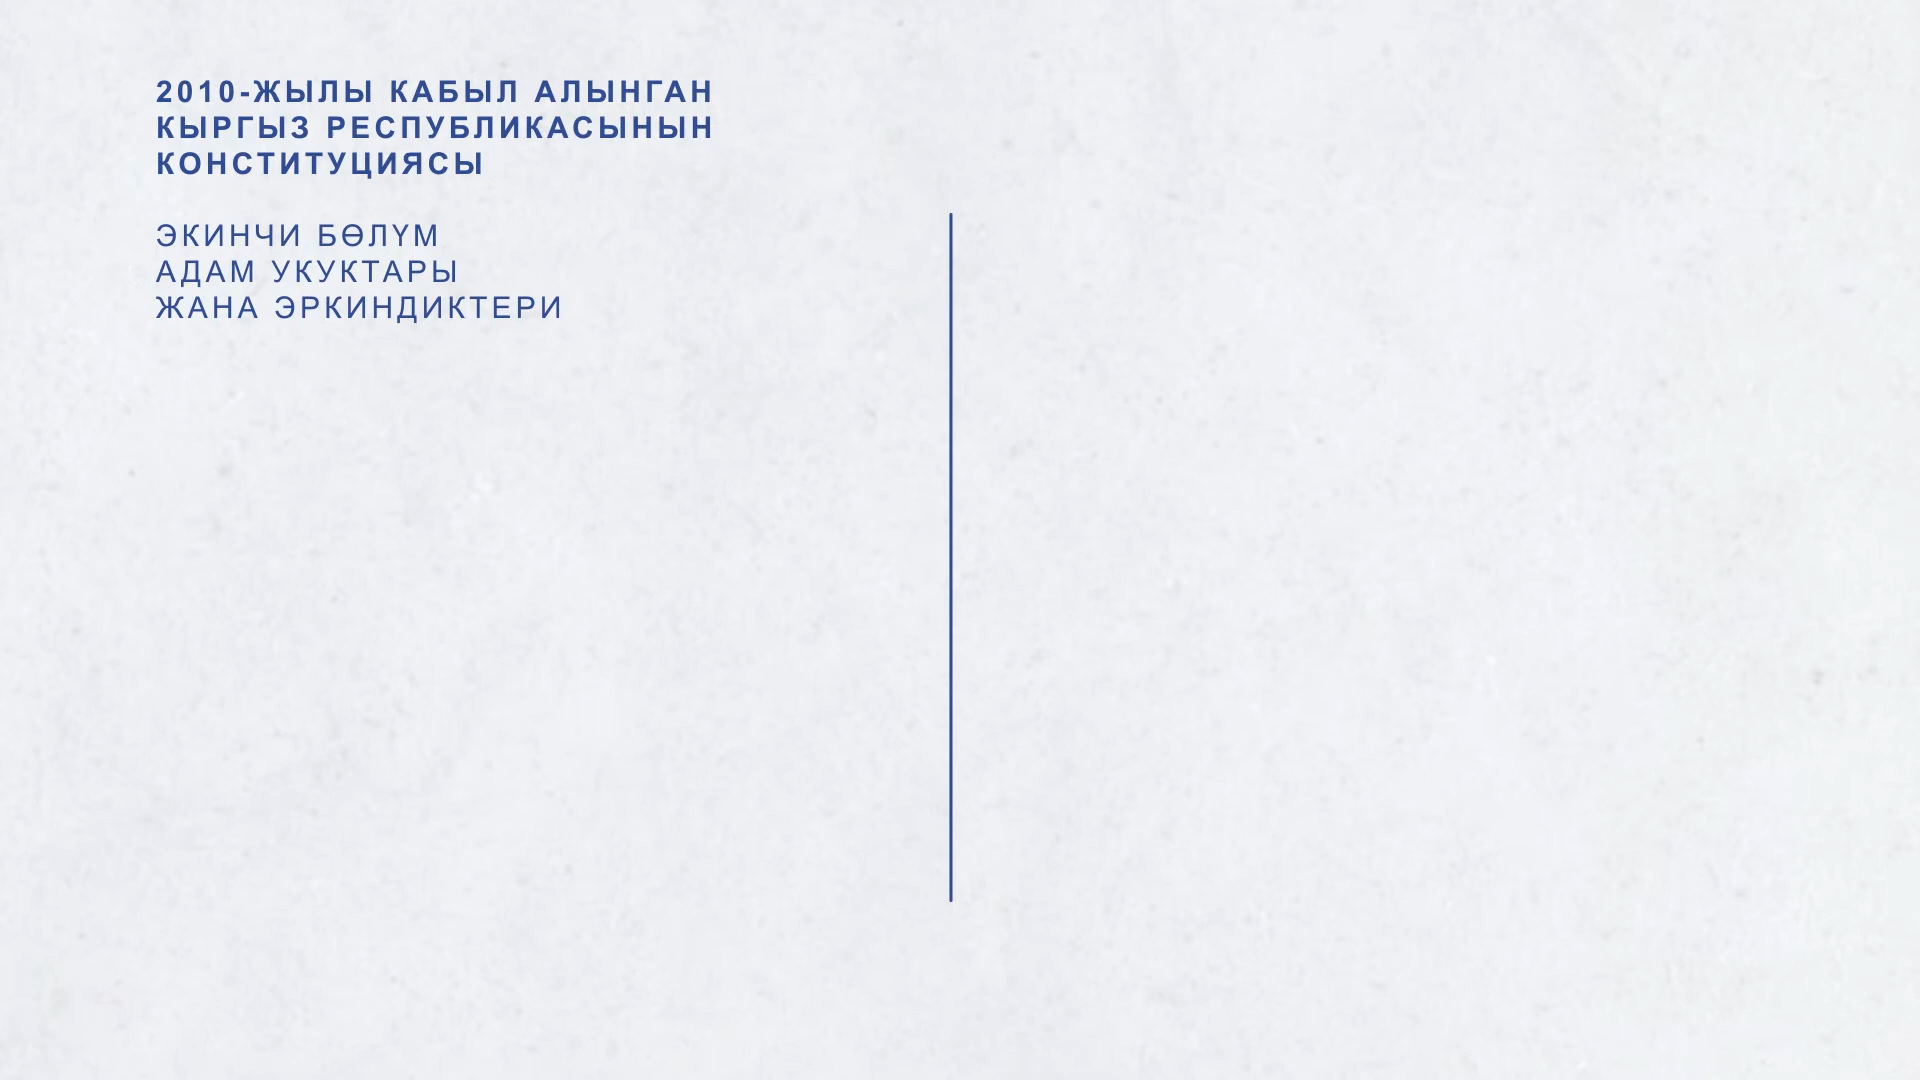 2010-ЖЫЛЫ КАБЫЛ АЛЫНГАН
КЫРГЫЗ РЕСПУБЛИКАСЫНЫН
КОНСТИТУЦИЯСЫ
ЭКИНЧИ БӨЛҮМ
АДАМ УКУКТАРЫ
ЖАНА ЭРКИНДИКТЕРИ